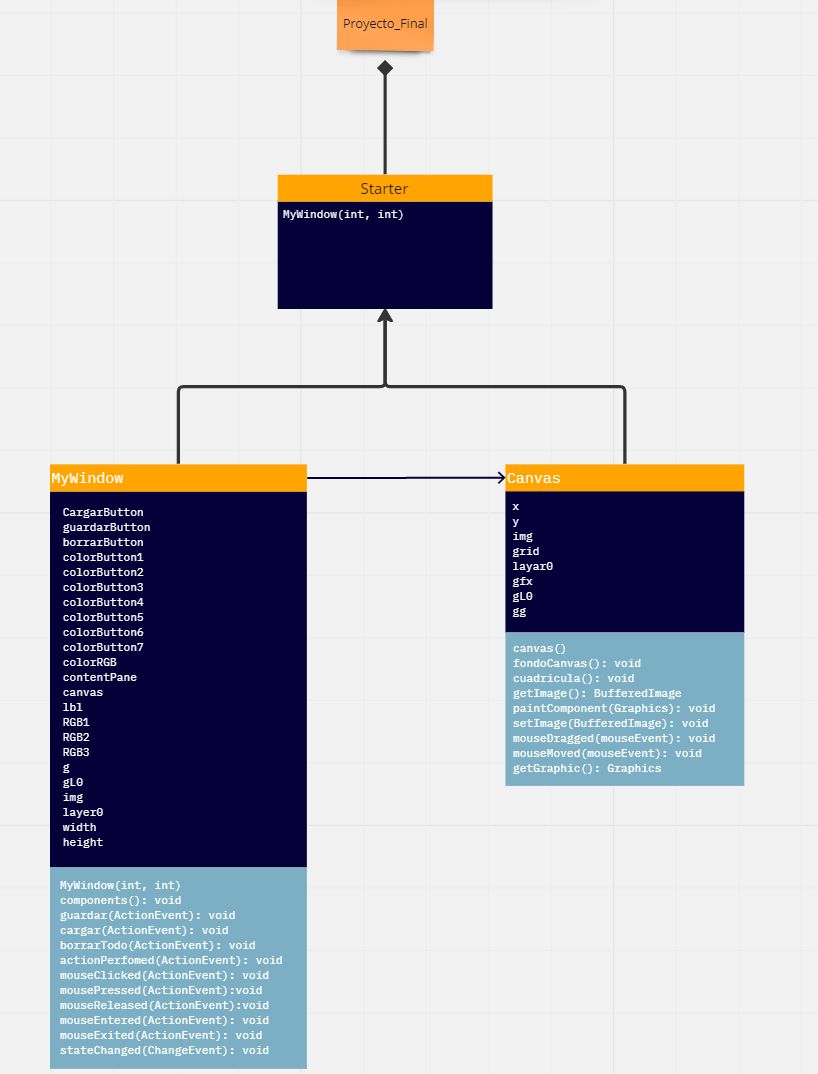 Proyecto_Final
Starter
MyWindow(int, int)
MyWindow
CargarButton
guardarButton
borrarButton
colorButton1
colorButton2
colorButton3
colorButton4
colorButton5
colorButton6
colorButton7
colorRGB
contentPane
canvas
lbl
RGB1
RGB2
RGB3
g
gL0
img
layer0
width
height
MyWindow(int, int)
components(): void
guardar(ActionEvent): void
cargar(ActionEvent): void
borrarTodo(ActionEvent): void
actionPerfomed(ActionEvent): void
mouseClicked(ActionEvent): void
mousePressed(ActionEvent):void
mouseReleased(ActionEvent):void
mouseEntered(ActionEvent): void
mouseExited(ActionEvent): void
stateChanged(ChangeEvent): void
Canvas
x
y
img
grid
layar0
gfx
gL0
gg
canvas()
fondoCanvas(): void
cuadricula(): void
getImage(): BufferedImage
paintComponent(Graphics): void
setImage(BufferedImage): void
mouseDragged(mouseEvent): void
mouseMoved(mouseEvent): void
getGraphic(): Graphics